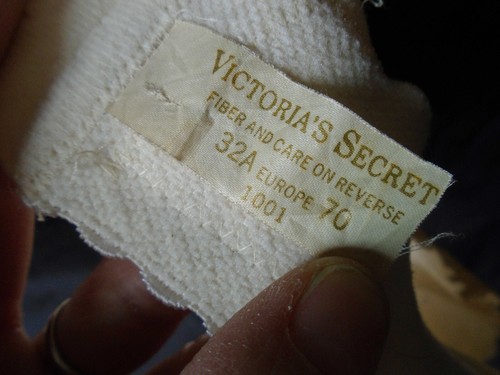 VICTORIA'S SECRET
FIBER AND CARE ON REVERSE
32A EUROPE 70
1001